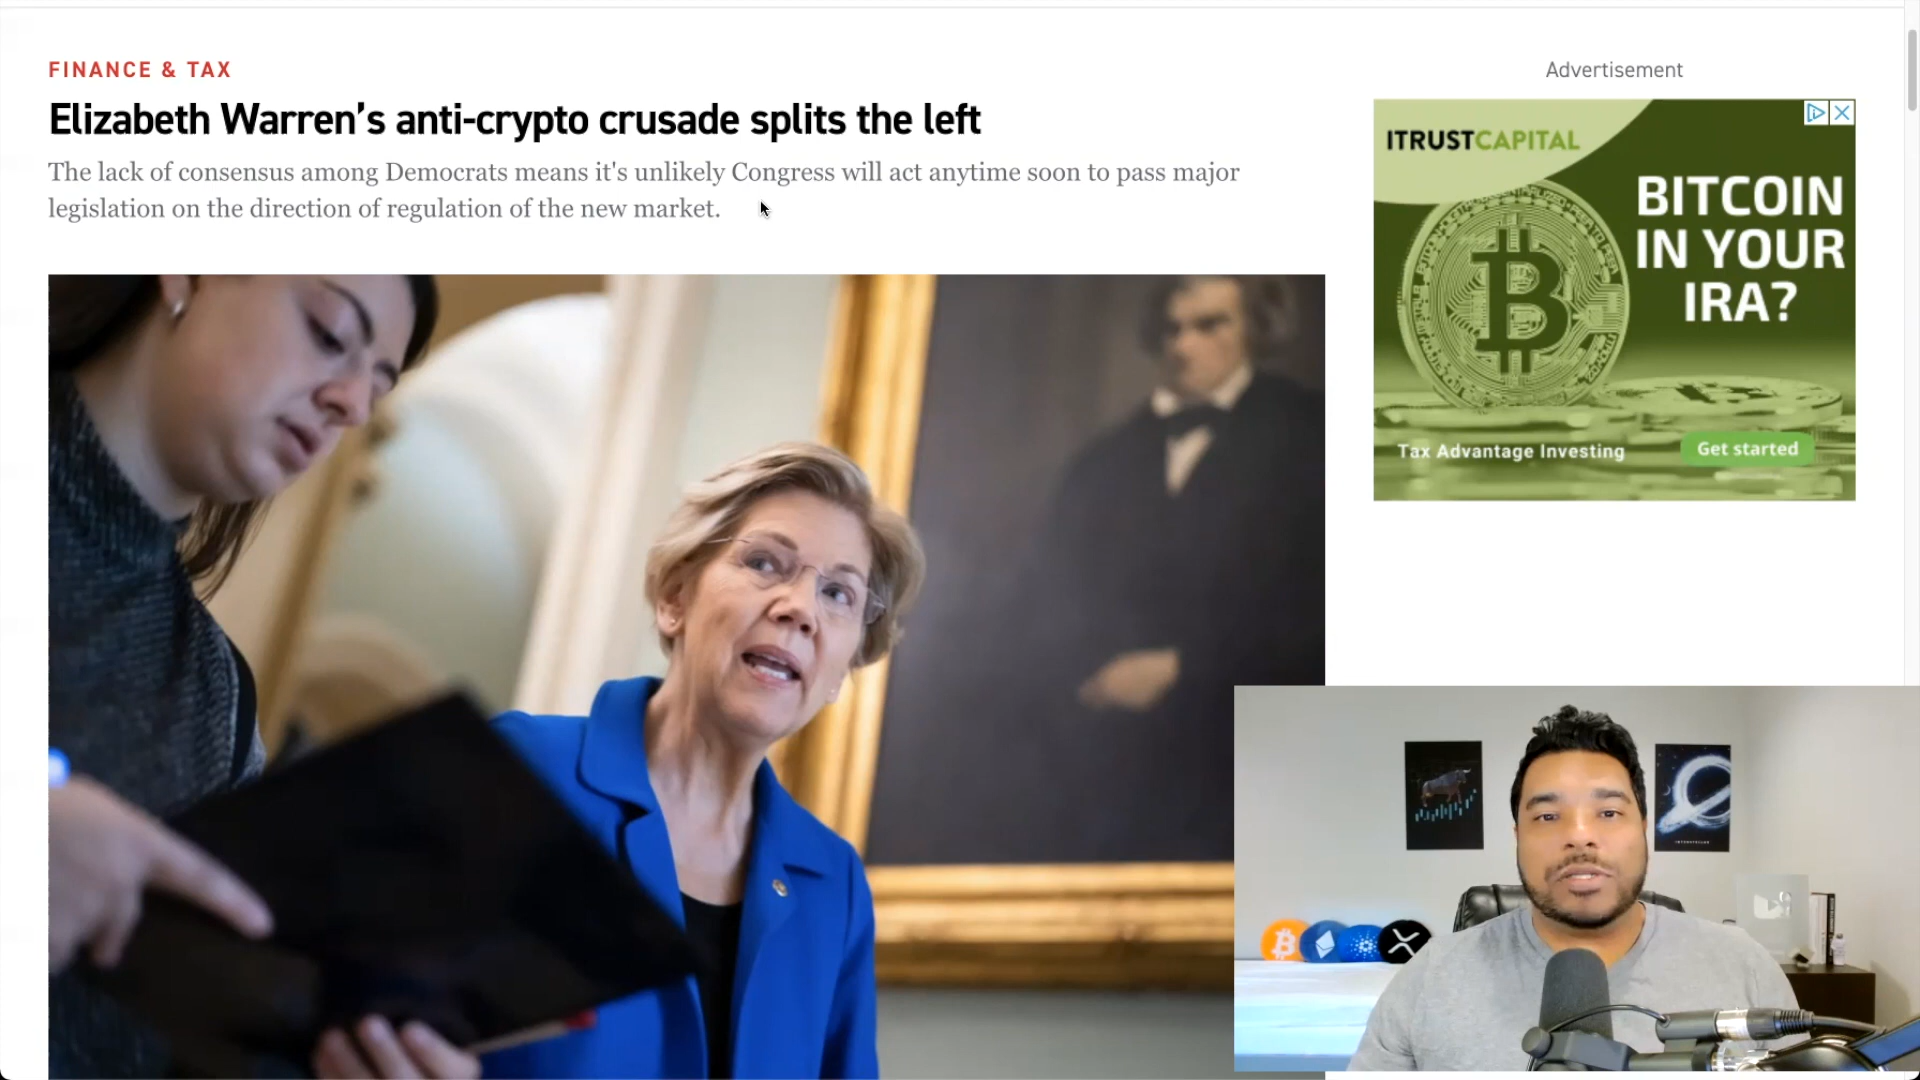 FINANCE & TAX
Elizabeth Warren’s anti-crypto crusade splits the left
The lack of consensus among Democrats means it's unlikely Congress will act anytime soon to pass major
legislation on the direction of regulation of the new market.
Advertisement
ITRUSTCAPITAL
BITCOIN
IN YOUR
IRA?
Tax Advantage Investing
Get started
INTERSTELLAR